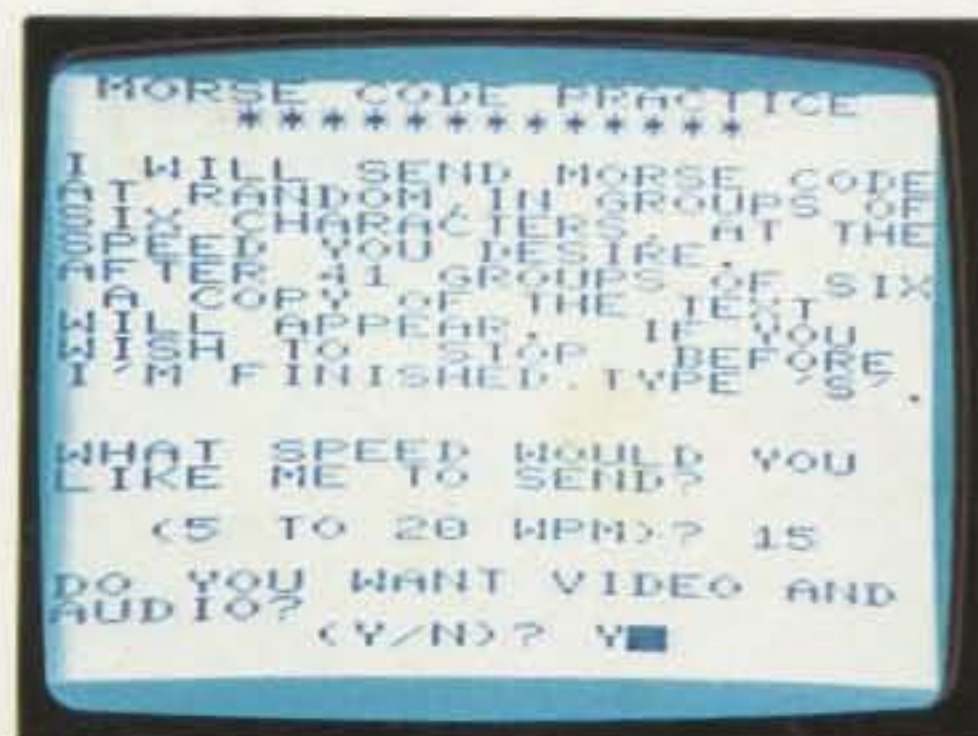 MORSE CODE PRACTICE
* * * * * * * * * * * * *
I WILL SEND MORSE CODE
AT RANDOM IN GROUPS OF
SIX CHARACTERS, AT THE
SPEED YOU DESIRE.
AFTER 41 GROUPS OF SIX
A COPY OF THE TEXT
WILL APPEAR. IF YOU
WISH TO STOP BEFORE
I'M FINISHED.TYPE 'S'.
WHAT SPEED WOULD YOU
LIKE ME TO SEND?
(5 TO 20 WPM)? 15
DO YOU WANT VIDEO AND
AUDIO?
(Y/N)? Y